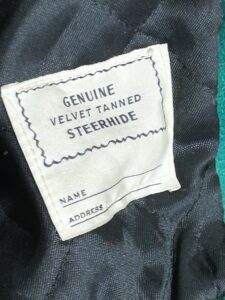 GENUINE
VELVET TANNED
STEERHIDE
NAME
ADDRESS